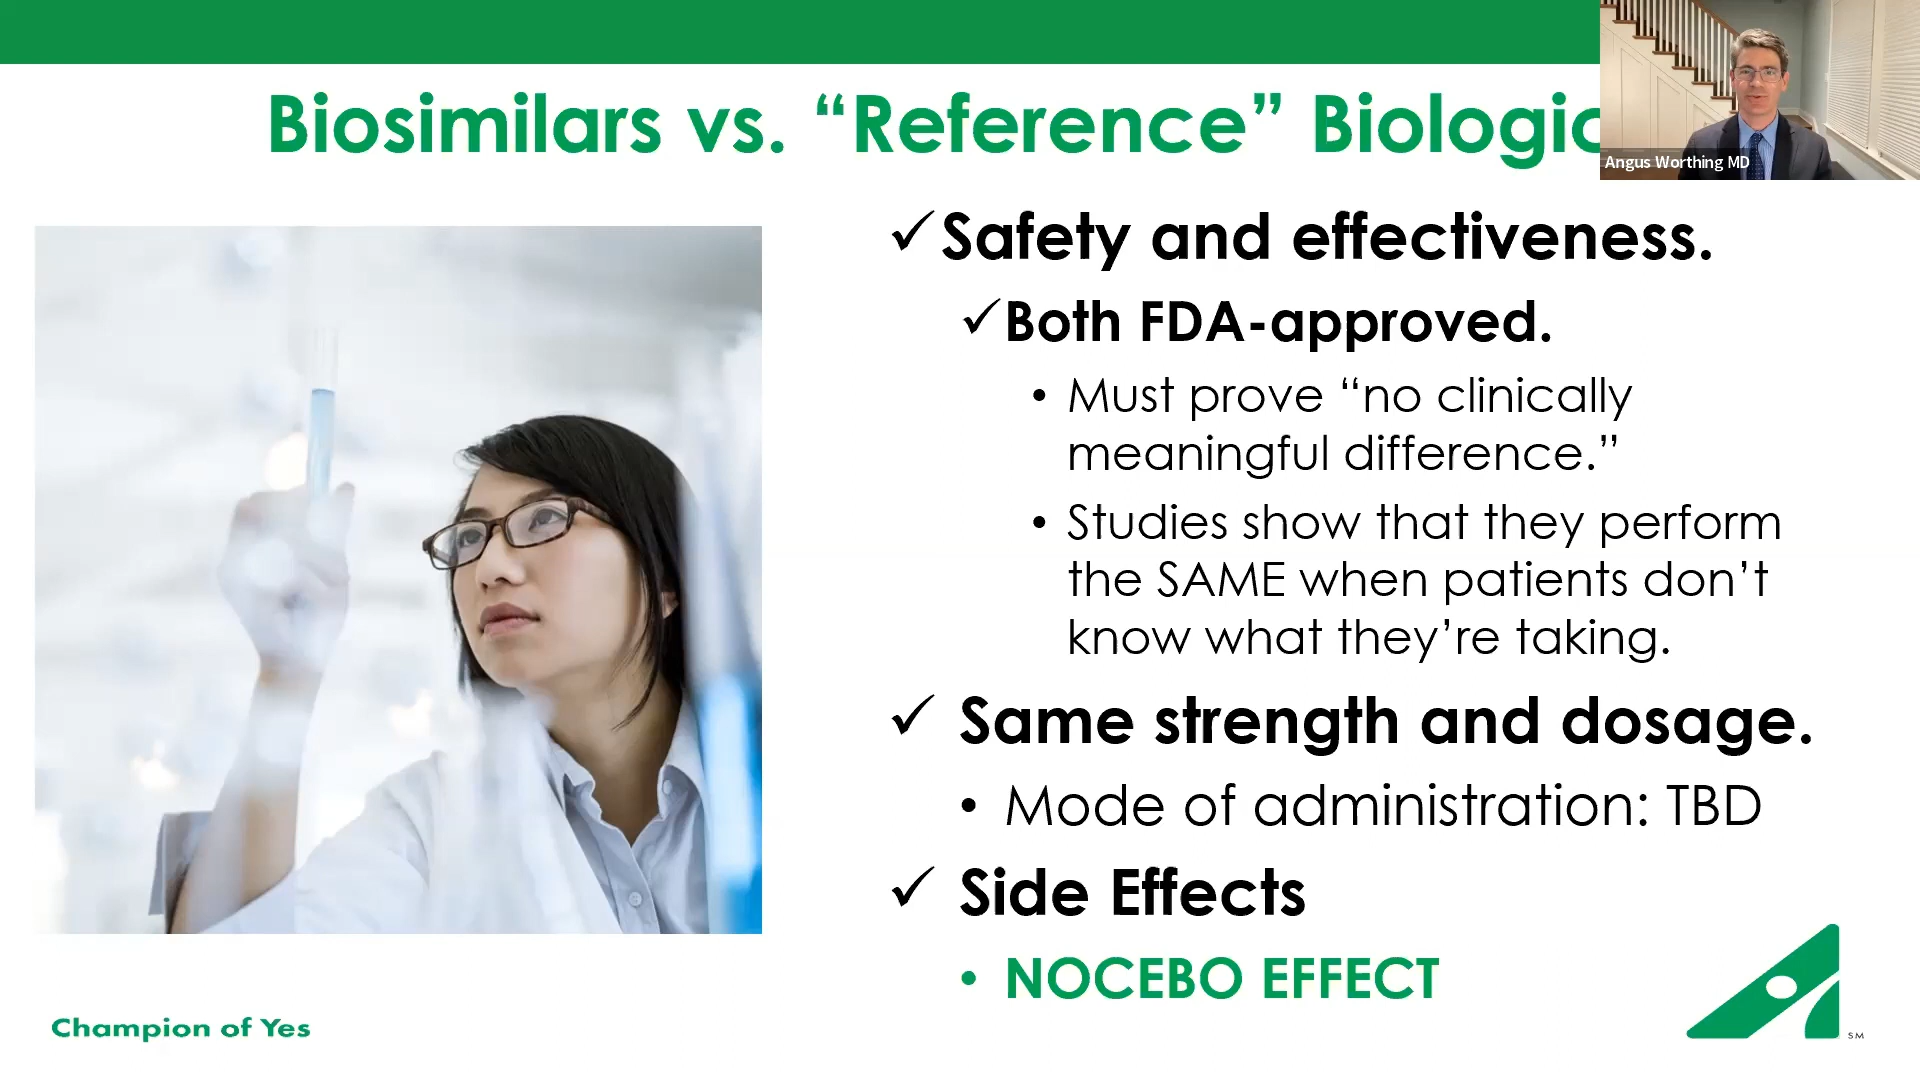 Biosimilars vs. “Reference” Biologic
Angus Worthing MD
✓Safety and effectiveness.
✓Both FDA-approved.
• Must prove “no clinically
meaningful difference.”
• Studies show that they perform
the SAME when patients don’t
know what they’re taking.
✓ Same strength and dosage.
• Mode of administration: TBD
✓ Side Effects
• NOCEBO EFFECT
Champion of Yes
SM